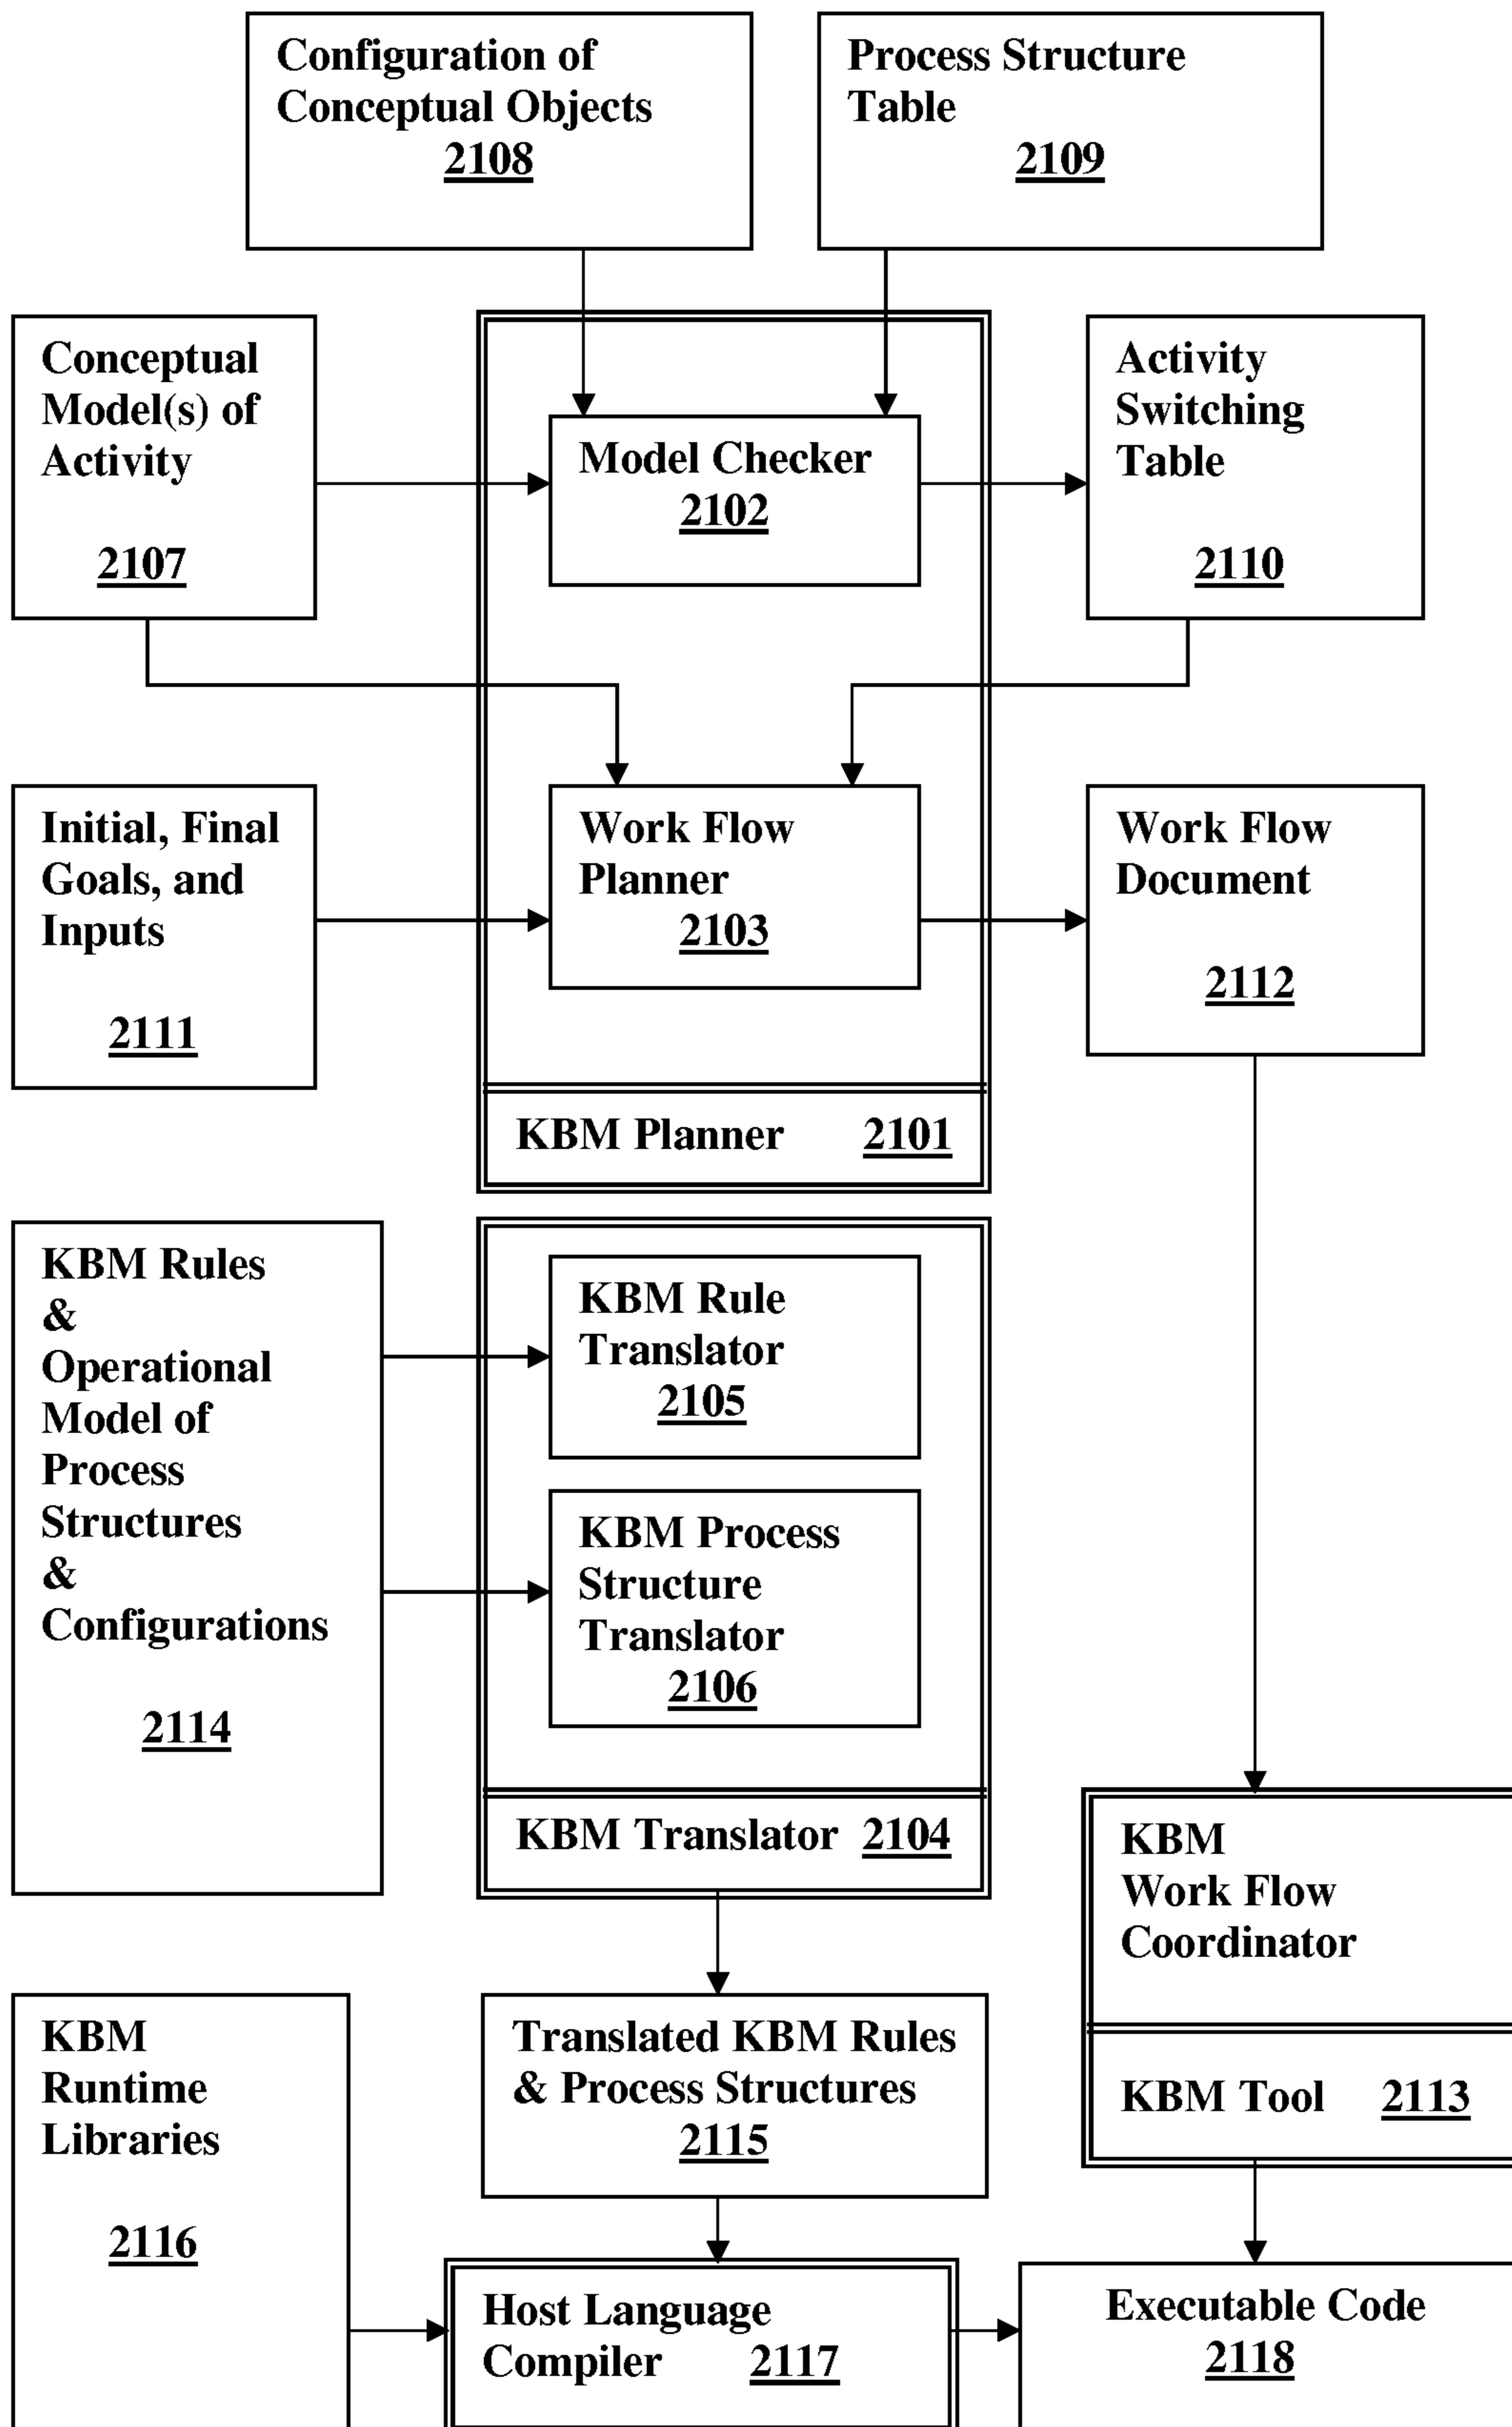 Configuration of
Conceptual Objects
2108
Process Structure
Table
2109
Conceptual
Model(s) of
Activity
2107
Model Checker
2102
Activity
Switching
Table
2110
Initial, Final
Goals, and
Inputs
2111
Work Flow
Planner
2103
Work Flow
Document
2112
KBM Planner 2101
KBM Rules
&
Operational
Model of
Process
Structures
&
Configurations
2114
KBM Rule
Translator
2105
KBM Process
Structure
Translator
2106
KBM Translator 2104
KBM
Work Flow
Coordinator
KBM Tool 2113
KBM
Runtime
Libraries
2116
Translated KBM Rules
& Process Structures
2115
Host Language
Compiler 2117
Executable Code
2118